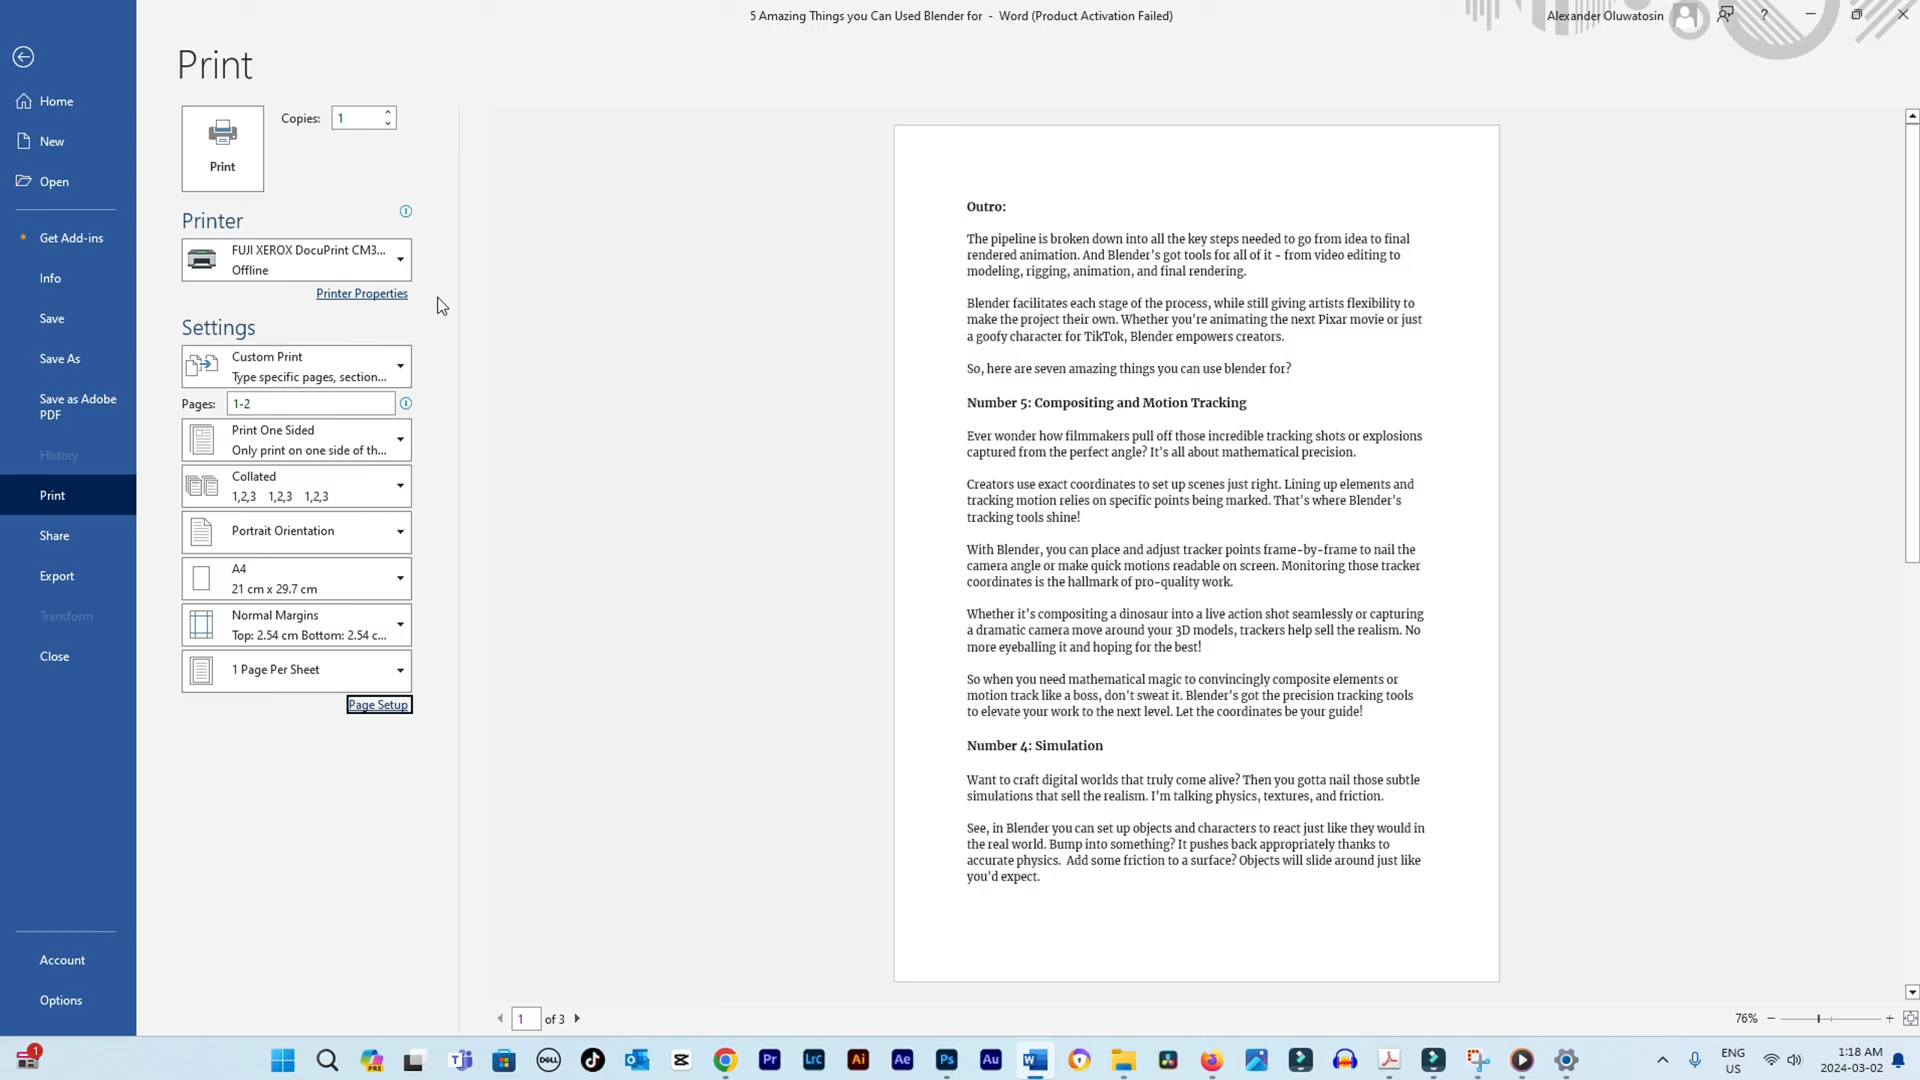 5 Amazing Things you Can Used Blender for - Word (Product Activation Failed)
Alexander Oluwatosin
?
Print
Home
New
Open
Get Add-ins
Info
Save
Save As
Save as Adobe
PDF
History
Print
Share
Export
Transform
Close
Account
Options
Print
Copies: 1
Printer
FUJI XEROX DocuPrint CM3...
Offline
Printer Properties
Settings
Custom Print
Type specific pages, section...
Pages: 1-2
Print One Sided
Only print on one side of th...
Collated
1,2,3 1,2,3 1,2,3
Portrait Orientation
A4
21 cm x 29.7 cm
Normal Margins
Top: 2.54 cm Bottom: 2.54 c...
1 Page Per Sheet
Page Setup
Outro:
The pipeline is broken down into all the key steps needed to go from idea to final
rendered animation. And Blender's got tools for all of it - from video editing to
modeling, rigging, animation, and final rendering.
Blender facilitates each stage of the process, while still giving artists flexibility to
make the project their own. Whether you're animating the next Pixar movie or just
a goofy character for TikTok, Blender empowers creators.
So, here are seven amazing things you can use blender for?
Number 5: Compositing and Motion Tracking
Ever wonder how filmmakers pull off those incredible tracking shots or explosions
captured from the perfect angle? It's all about mathematical precision.
Creators use exact coordinates to set up scenes just right. Lining up elements and
tracking motion relies on specific points being marked. That's where Blender's
tracking tools shine!
With Blender, you can place and adjust tracker points frame-by-frame to nail the
camera angle or make quick motions readable on screen. Monitoring those tracker
coordinates is the hallmark of pro-quality work.
Whether it's compositing a dinosaur into a live action shot seamlessly or capturing
a dramatic camera move around your 3D models, trackers help sell the realism. No
more eyeballing it and hoping for the best!
So when you need mathematical magic to convincingly composite elements or
motion track like a boss, don't sweat it. Blender's got the precision tracking tools
to elevate your work to the next level. Let the coordinates be your guide!
Number 4: Simulation
Want to craft digital worlds that truly come alive? Then you gotta nail those subtle
simulations that sell the realism. I'm talking physics, textures, and friction.
See, in Blender you can set up objects and characters to react just like they would in
the real world. Bump into something? It pushes back appropriately thanks to
accurate physics. Add some friction to a surface? Objects will slide around just like
you'd expect.
1 of 3
76%
1
PRE
DELL
Pr
Lrc
Ai
Ae
Ps
Au
ENG
US
1:18 AM
2024-03-02